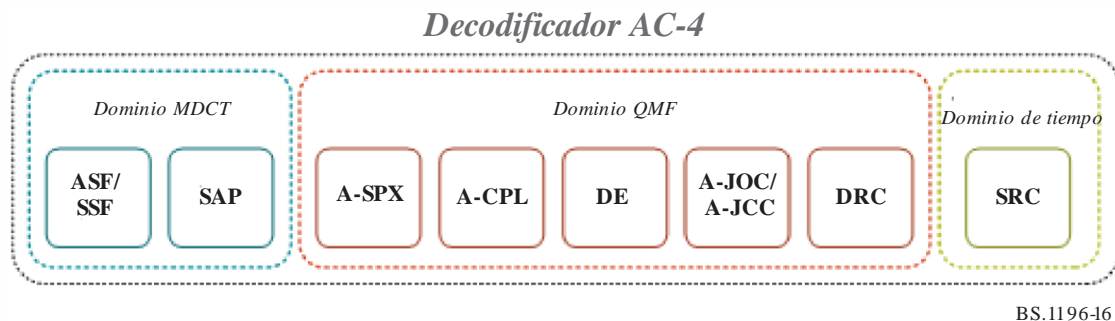 Decodificador AC-4
Dominio MDCT
Dominio QMF
Dominio de tiempo
ASF/
SSF
SAP
A-SPX
A-CPL
DE
A-JOC/
A-JCC
DRC
SRC
BS.1196-16